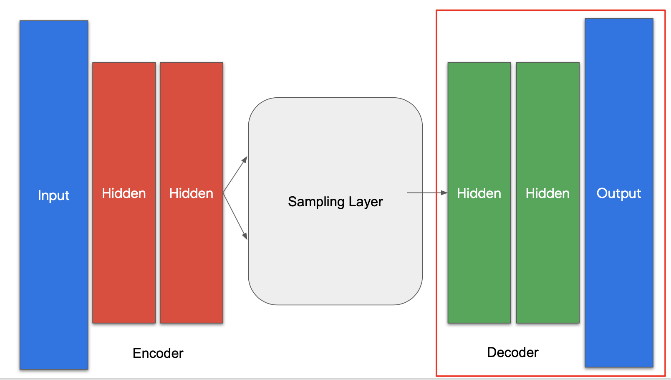 Input
Hidden
Hidden
Sampling Layer
Hidden
Hidden
Output
Encoder
Decoder